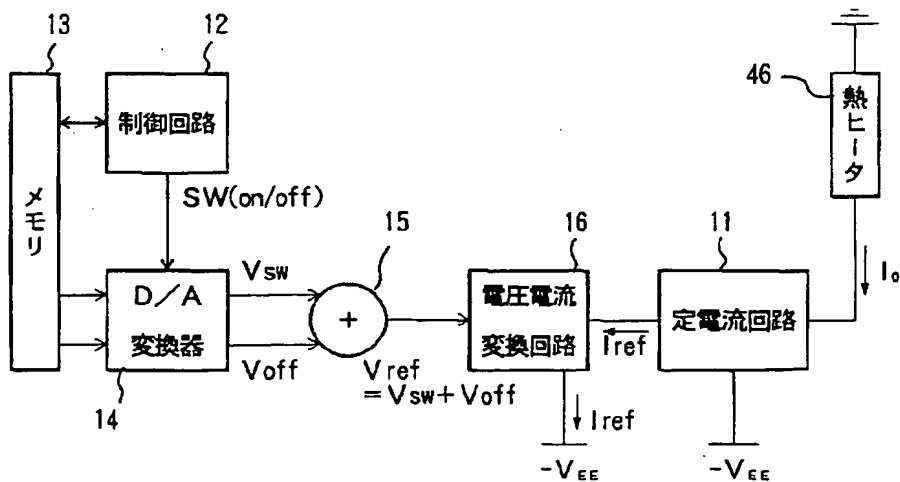 13
12
制御回路
メモリ
SW(on/off)
D/A
変換器
14
Vsw
Voff
15
+
Vref
=Vsw+Voff
16
電圧電流
変換回路
Iref
Iref
-VEE
11
定電流回路
-VEE
46
熱ヒータ
Io